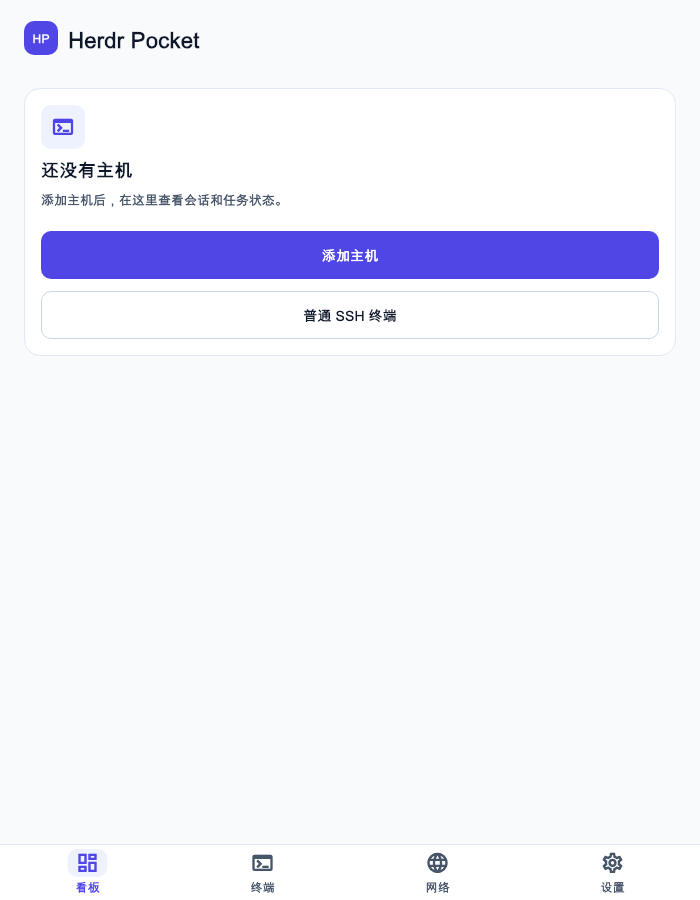 HP
Herdr Pocket
还没有主机
添加主机后，在这里查看会话和任务状态。
添加主机
普通 SSH 终端
看板
终端
网络
设置